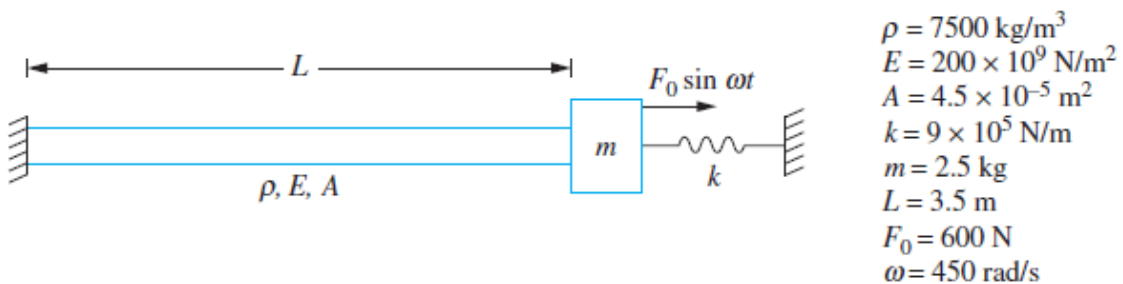 L
F₀ sin ωt
m
k
ρ, E, A
ρ = 7500 kg/m³
E = 200 × 10⁹ N/m²
A = 4.5 × 10⁻⁵ m²
k = 9 × 10⁵ N/m
m = 2.5 kg
L = 3.5 m
F₀ = 600 N
ω = 450 rad/s